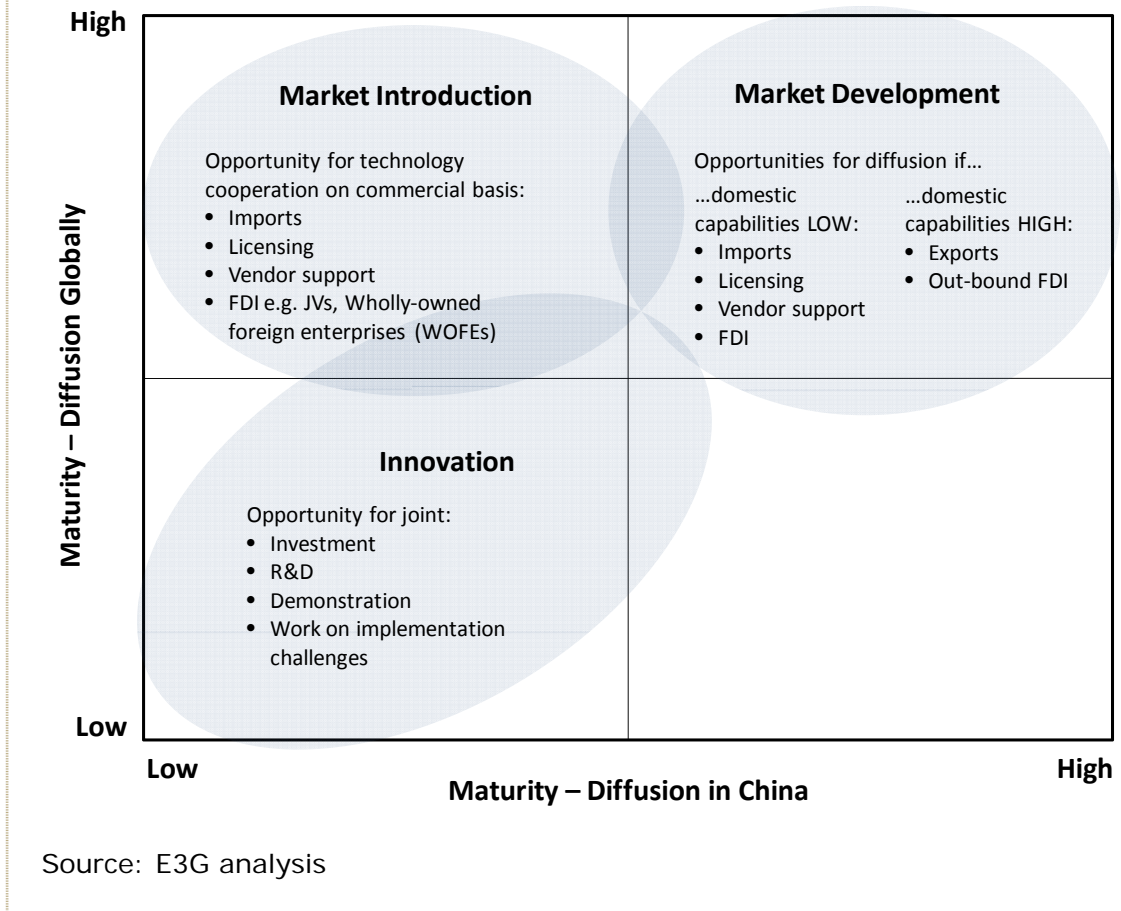 High
Market Introduction
Opportunity for technology
cooperation on commercial basis:
• Imports
• Licensing
• Vendor support
• FDI e.g. JVs, Wholly-owned
foreign enterprises (WOFEs)
Market Development
Opportunities for diffusion if…
…domestic
capabilities LOW:
• Imports
• Licensing
• Vendor support
• FDI
…domestic
capabilities HIGH:
• Exports
• Out-bound FDI
Maturity – Diffusion Globally
Innovation
Opportunity for joint:
• Investment
• R&D
• Demonstration
• Work on implementation
challenges
Low
Low
High
Maturity – Diffusion in China
Source: E3G analysis